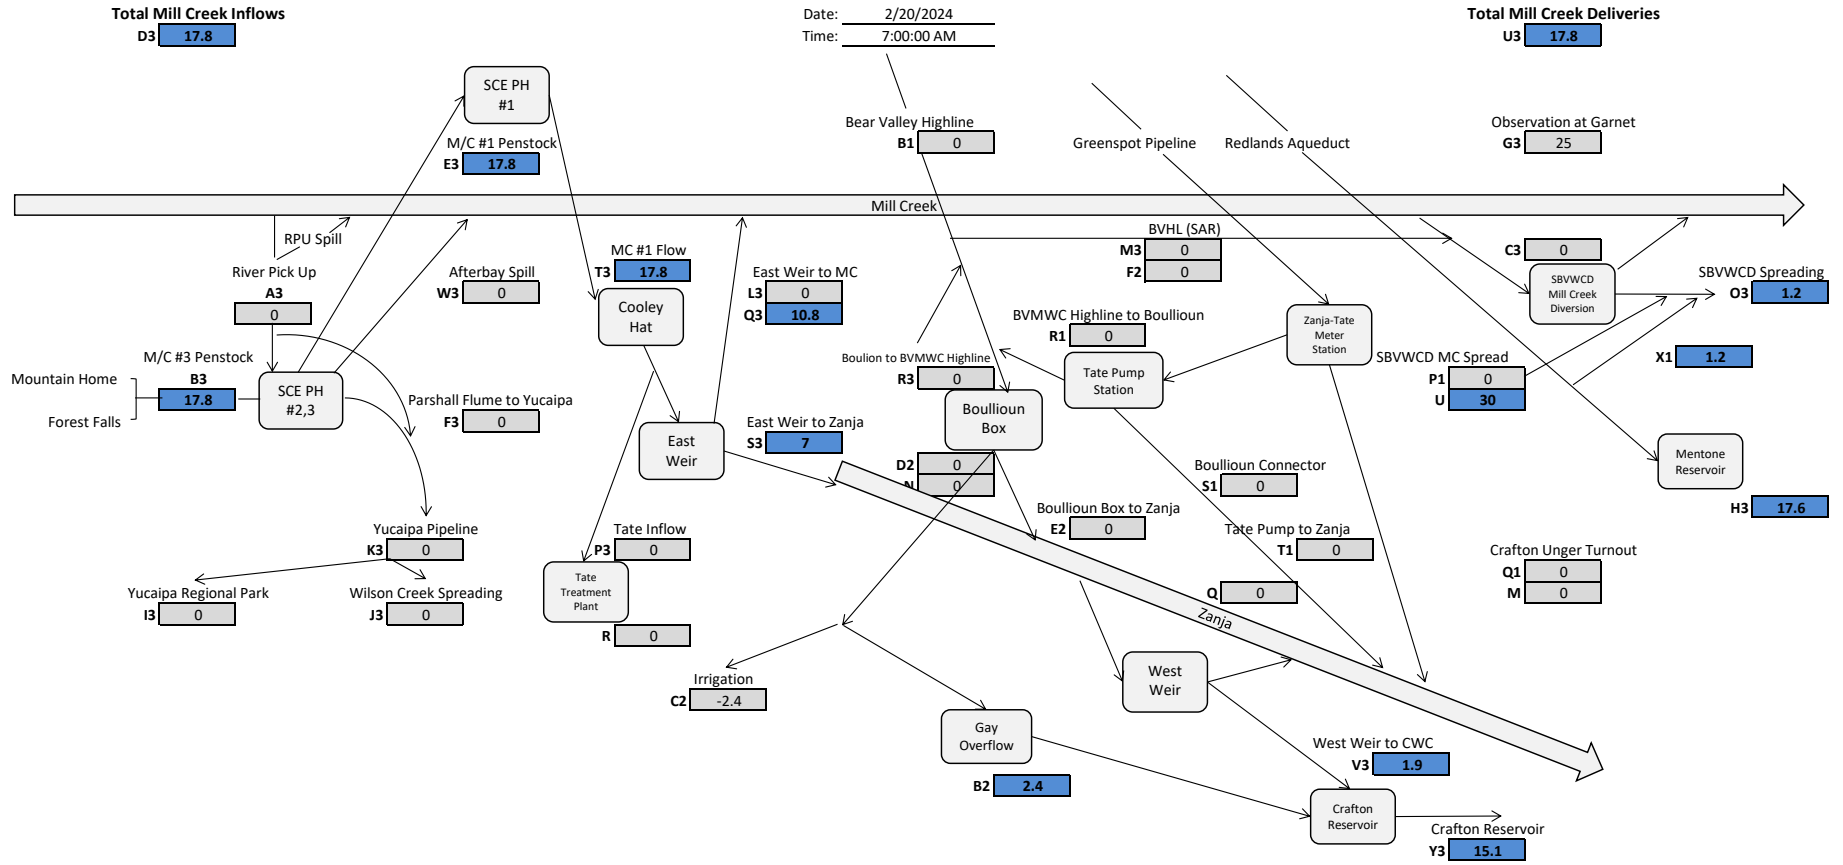 Total Mill Creek Inflows
D3 17.8
Date: 2/20/2024
Time: 7:00:00 AM
Total Mill Creek Deliveries
U3 17.8
SCE PH
#1
M/C #1 Penstock
E3 17.8
Bear Valley Highline
B1 0
Greenspot Pipeline
Redlands Aqueduct
Observation at Garnet
G3 25
Mill Creek
RPU Spill
River Pick Up
A3
0
Afterbay Spill
W3 0
MC #1 Flow
T3 17.8
Cooley
Hat
East Weir to MC
L3 0
Q3 10.8
BVHL (SAR)
M3 0
F2 0
C3 0
SBVWCD
Mill Creek
Diversion
SBVWCD Spreading
O3 1.2
BVMWC Highline to Boullioun
R1 0
Zanja-Tate
Meter
Station
Boulion to BVMWC Highline
R3 0
Tate Pump
Station
SBVWCD MC Spread
P1 0
U 30
X1 1.2
M/C #3 Penstock
B3
17.8
Mountain Home
Forest Falls
SCE PH
#2,3
Parshall Flume to Yucaipa
F3 0
Boullioun
Box
East
Weir
East Weir to Zanja
S3 7
D2 0
N 0
Mentone
Reservoir
H3 17.6
Boullioun Connector
S1 0
Boullioun Box to Zanja
E2 0
Tate Pump to Zanja
T1 0
Yucaipa Pipeline
K3 0
Tate Inflow
P3 0
Tate
Treatment
Plant
R 0
Crafton Unger Turnout
Q1 0
M 0
Q 0
Zanja
Yucaipa Regional Park
I3 0
Wilson Creek Spreading
J3 0
Irrigation
C2 -2.4
West
Weir
Gay
Overflow
B2 2.4
West Weir to CWC
V3 1.9
Crafton
Reservoir
Crafton Reservoir
Y3 15.1